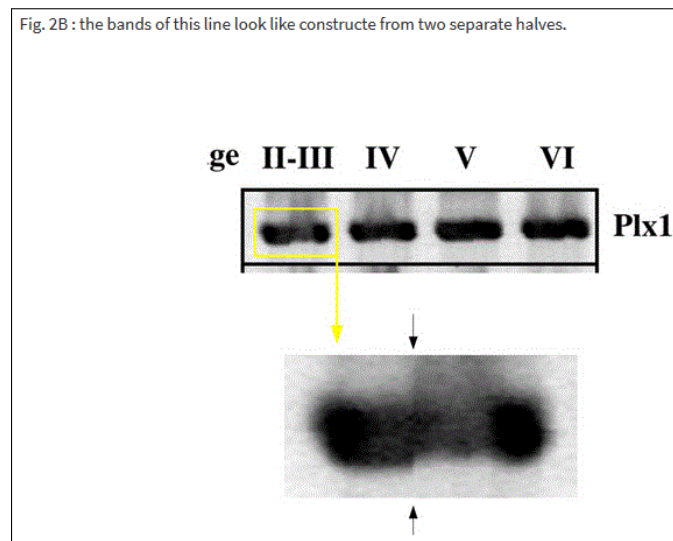 Fig. 2B : the bands of this line look like constructe from two separate halves.
ge II-III IV V VI
Plx1